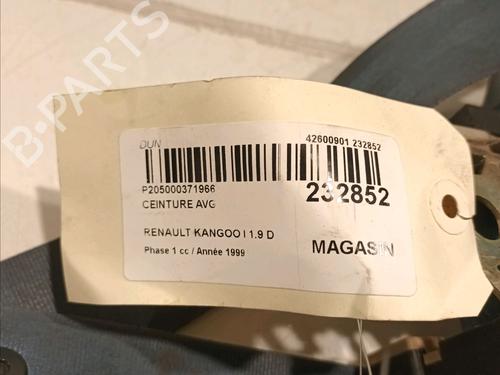 DUN
42600901 232852
P205000371966
232852
CEINTURE AVG
RENAULT KANGOO I 1.9 D
MAGASIN
Phase 1 cc / Année 1999
B-PARTS